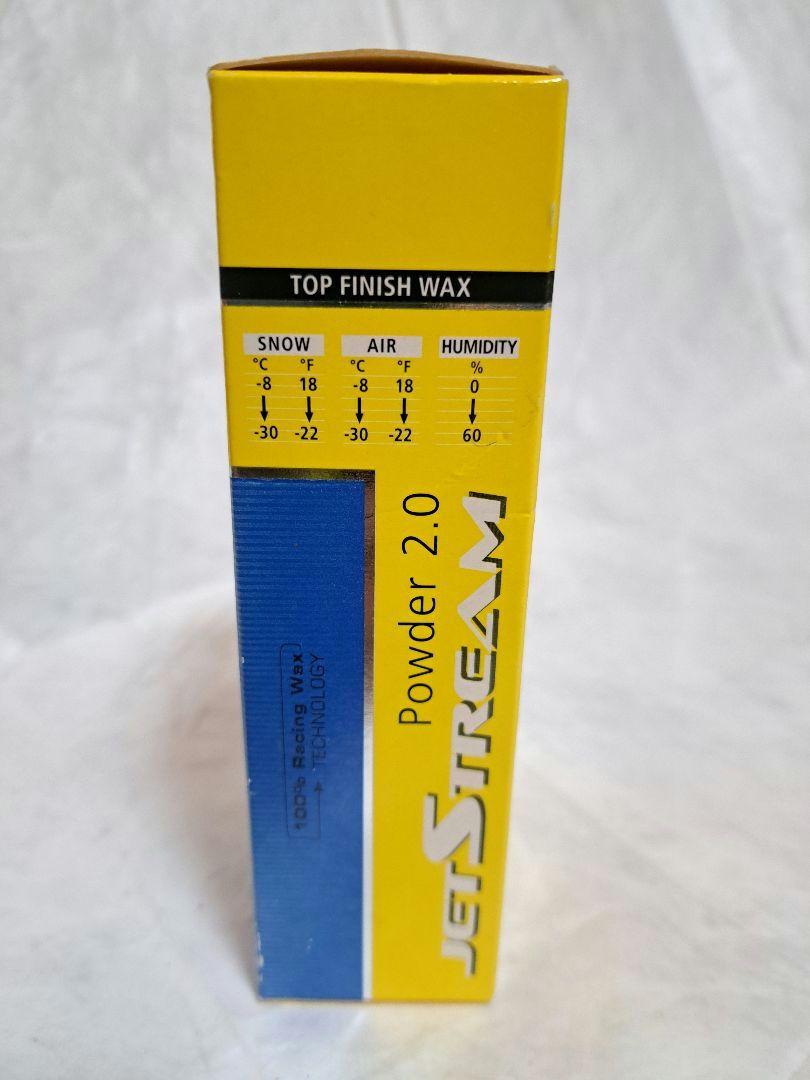 TOP FINISH WAX
SNOW AIR HUMIDITY
°C °F °C °F %
-8 18 -8 18 0
-30 -22 -30 -22 60
Powder 2.0
JETSTREAM
100% Racing Wax
TECHNOLOGY